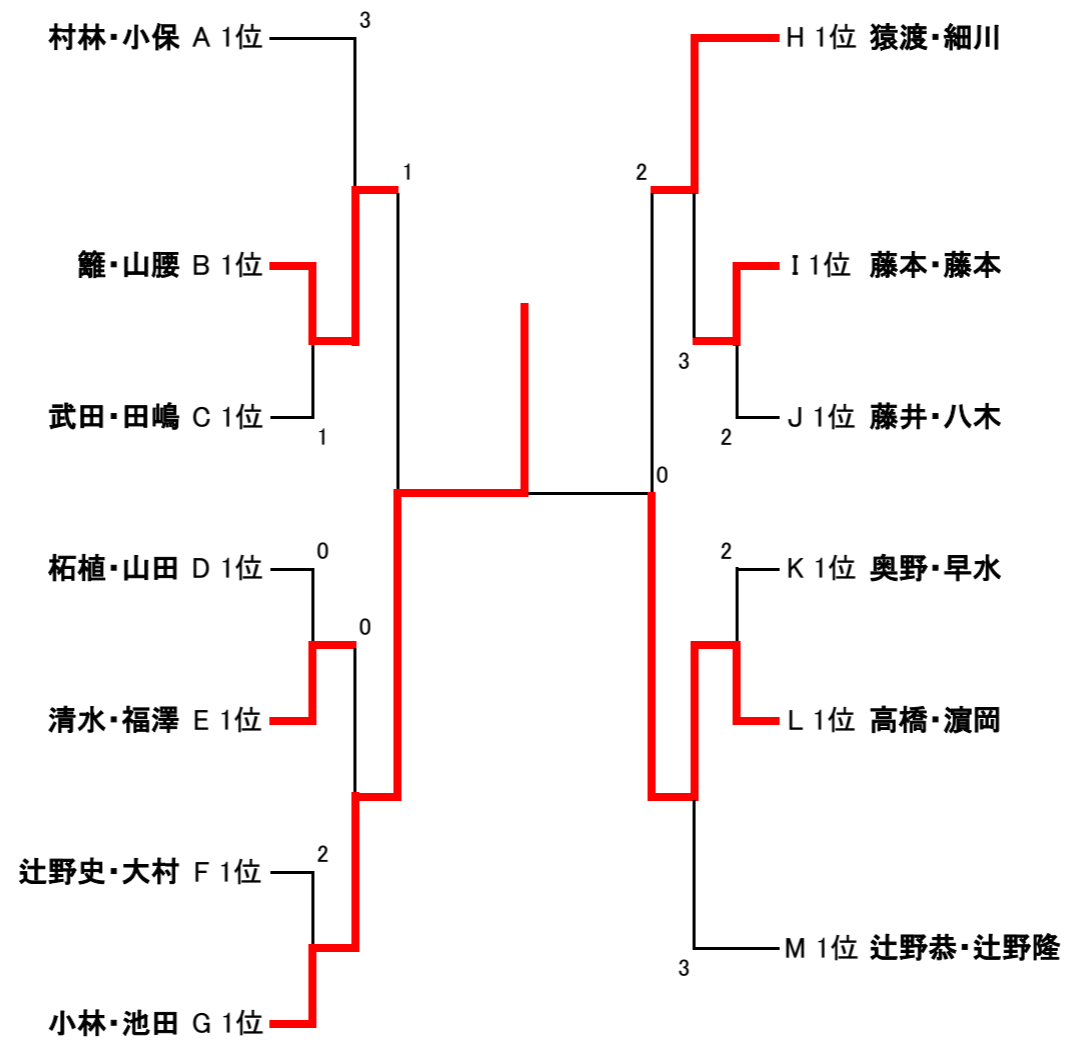 村林・小保 A 1位
3
H 1位 猿渡・細川
1
2
籬・山腰 B 1位
I 1位 藤本・藤本
3
武田・田嶋 C 1位
1
J 1位 藤井・八木
2
0
柘植・山田 D 1位
0
K 1位 奥野・早水
2
0
清水・福澤 E 1位
L 1位 高橋・濵岡
辻野史・大村 F 1位
2
M 1位 辻野恭・辻野隆
3
小林・池田 G 1位